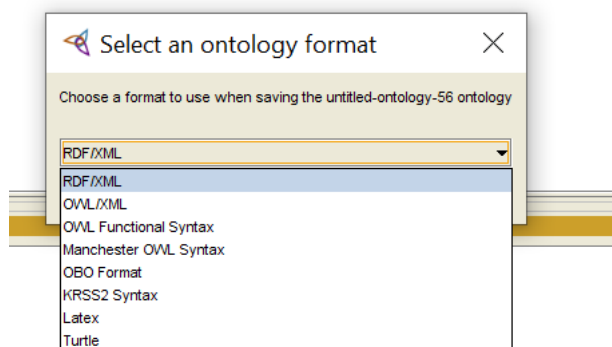 Select an ontology format
Choose a format to use when saving the untitled-ontology-56 ontology
RDF/XML
RDF/XML
OWL/XML
OWL Functional Syntax
Manchester OWL Syntax
OBO Format
KRSS2 Syntax
Latex
Turtle